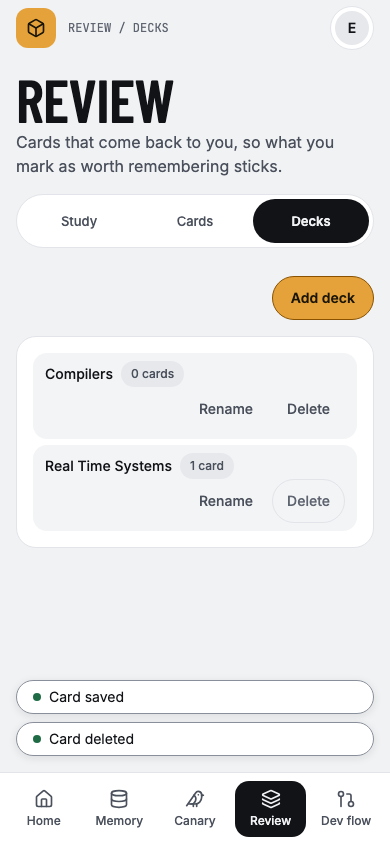 REVIEW / DECKS
E
REVIEW
Cards that come back to you, so what you
mark as worth remembering sticks.
Study Cards Decks
Add deck
Compilers 0 cards
Rename Delete
Real Time Systems 1 card
Rename Delete
Card saved
Card deleted
Home Memory Canary Review Dev flow